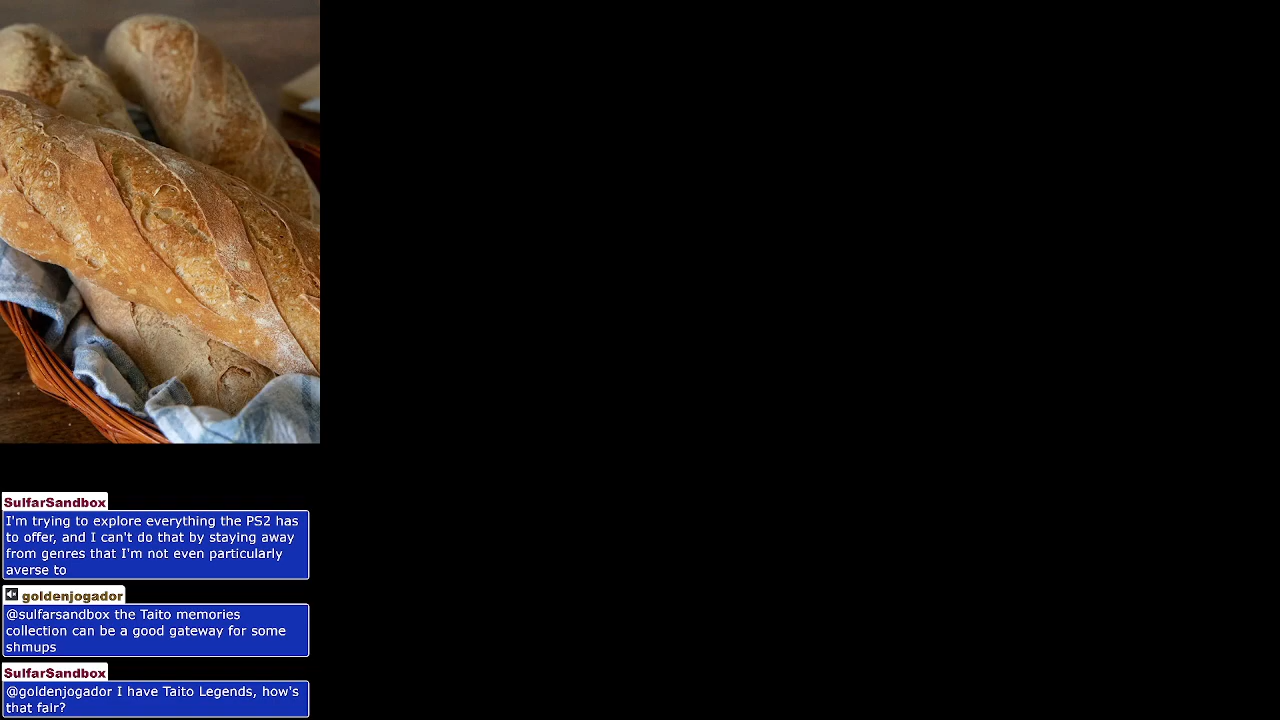 SulfarSandbox
I'm trying to explore everything the PS2 has
to offer, and I can't do that by staying away
from genres that I'm not even particularly
averse to
goldenjogador
@sulfarsandbox the Taito memories
collection can be a good gateway for some
shmups
SulfarSandbox
@goldenjogador I have Taito Legends, how's
that fair?